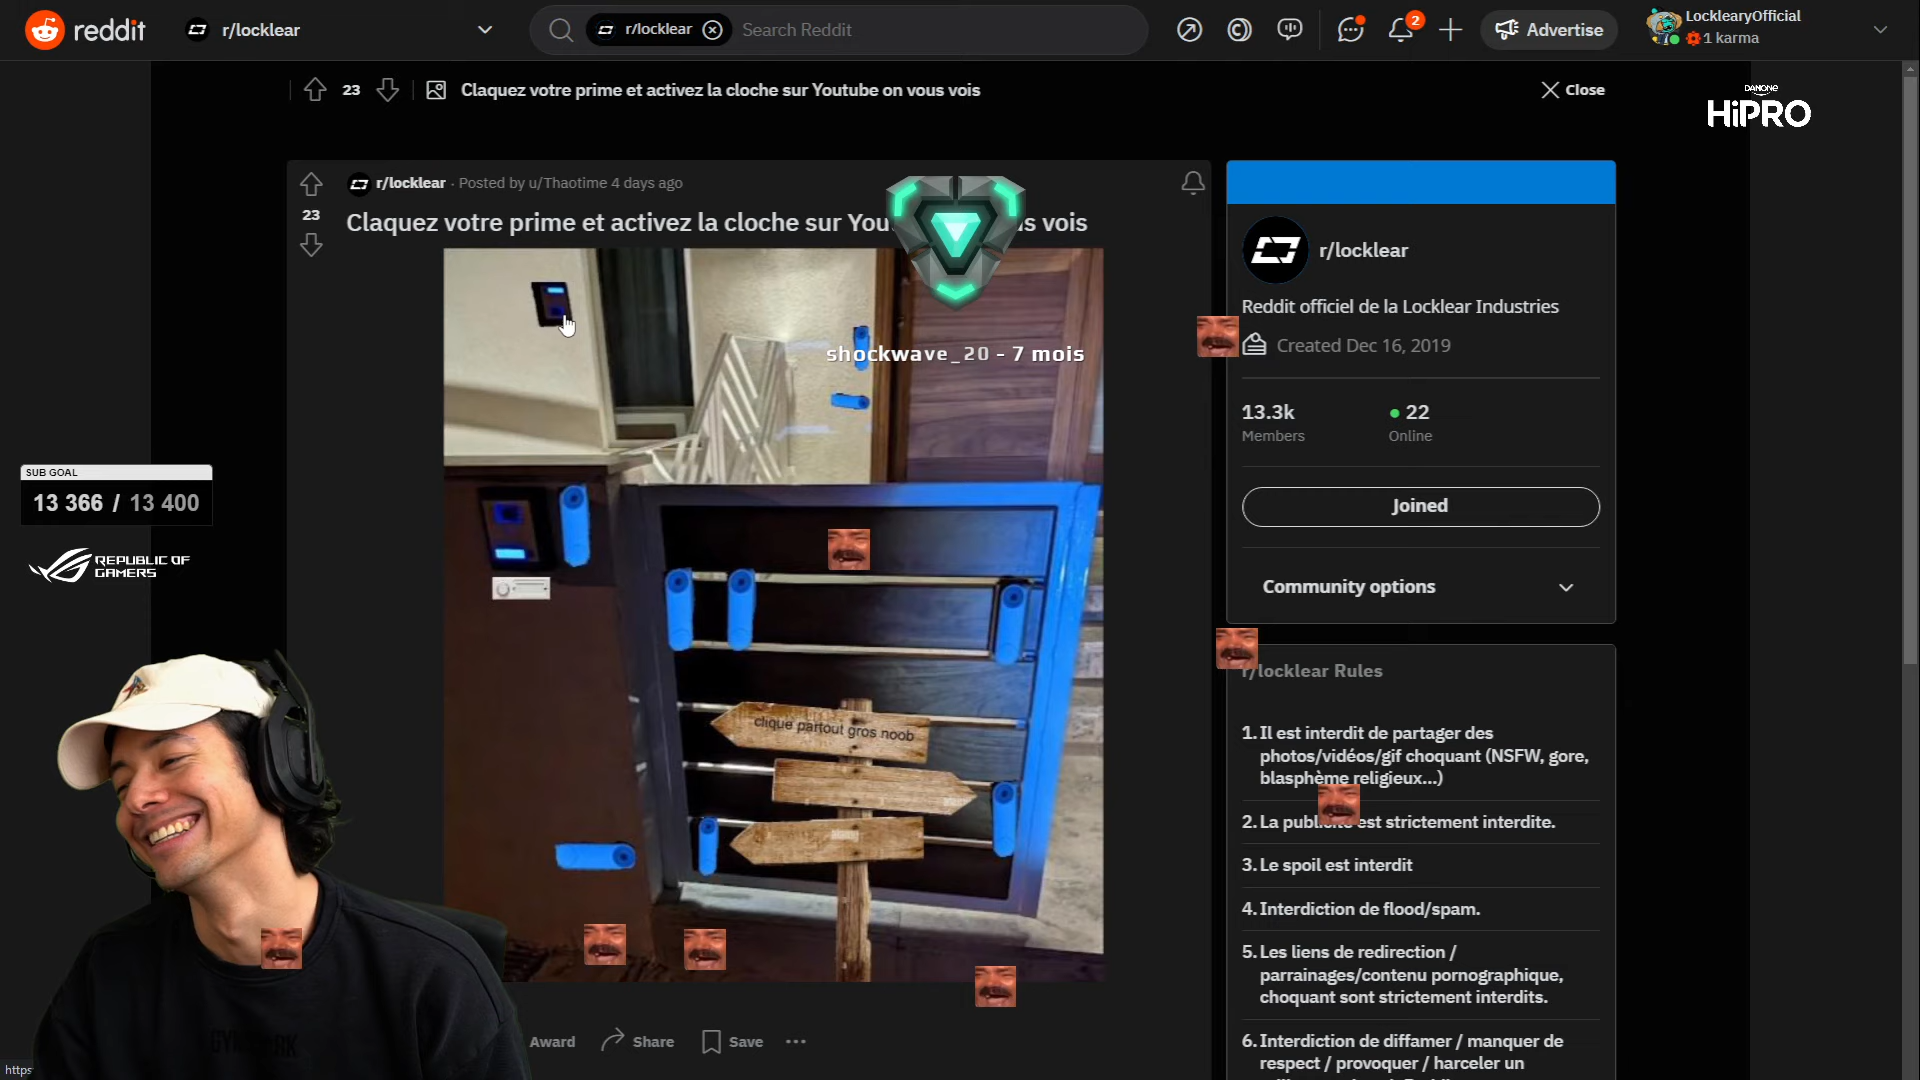 reddit
r/locklear
r/locklear
Search Reddit
2
Advertise
LocklearyOfficial
1 karma
23
Claquez votre prime et activez la cloche sur Youtube on vous vois
Close
DANONE
HiPRO
r/locklear · Posted by u/Thaotime 4 days ago
23
Claquez votre prime et activez la cloche sur You s vois
shockwave_20 - 7 mois
clique partout gros noob
SUB GOAL
13 366 / 13 400
REPUBLIC OF
GAMERS
r/locklear
Reddit officiel de la Locklear Industries
Created Dec 16, 2019
13.3k
Members
22
Online
Joined
Community options
r/locklear Rules
1. Il est interdit de partager des
photos/vidéos/gif choquant (NSFW, gore,
blasphème religieux...)
2. La publicité est strictement interdite.
3. Le spoil est interdit
4. Interdiction de flood/spam.
5. Les liens de redirection /
parrainages/contenu pornographique,
choquant sont strictement interdits.
6. Interdiction de diffamer / manquer de
respect / provoquer / harceler un
Award
Share
Save
https